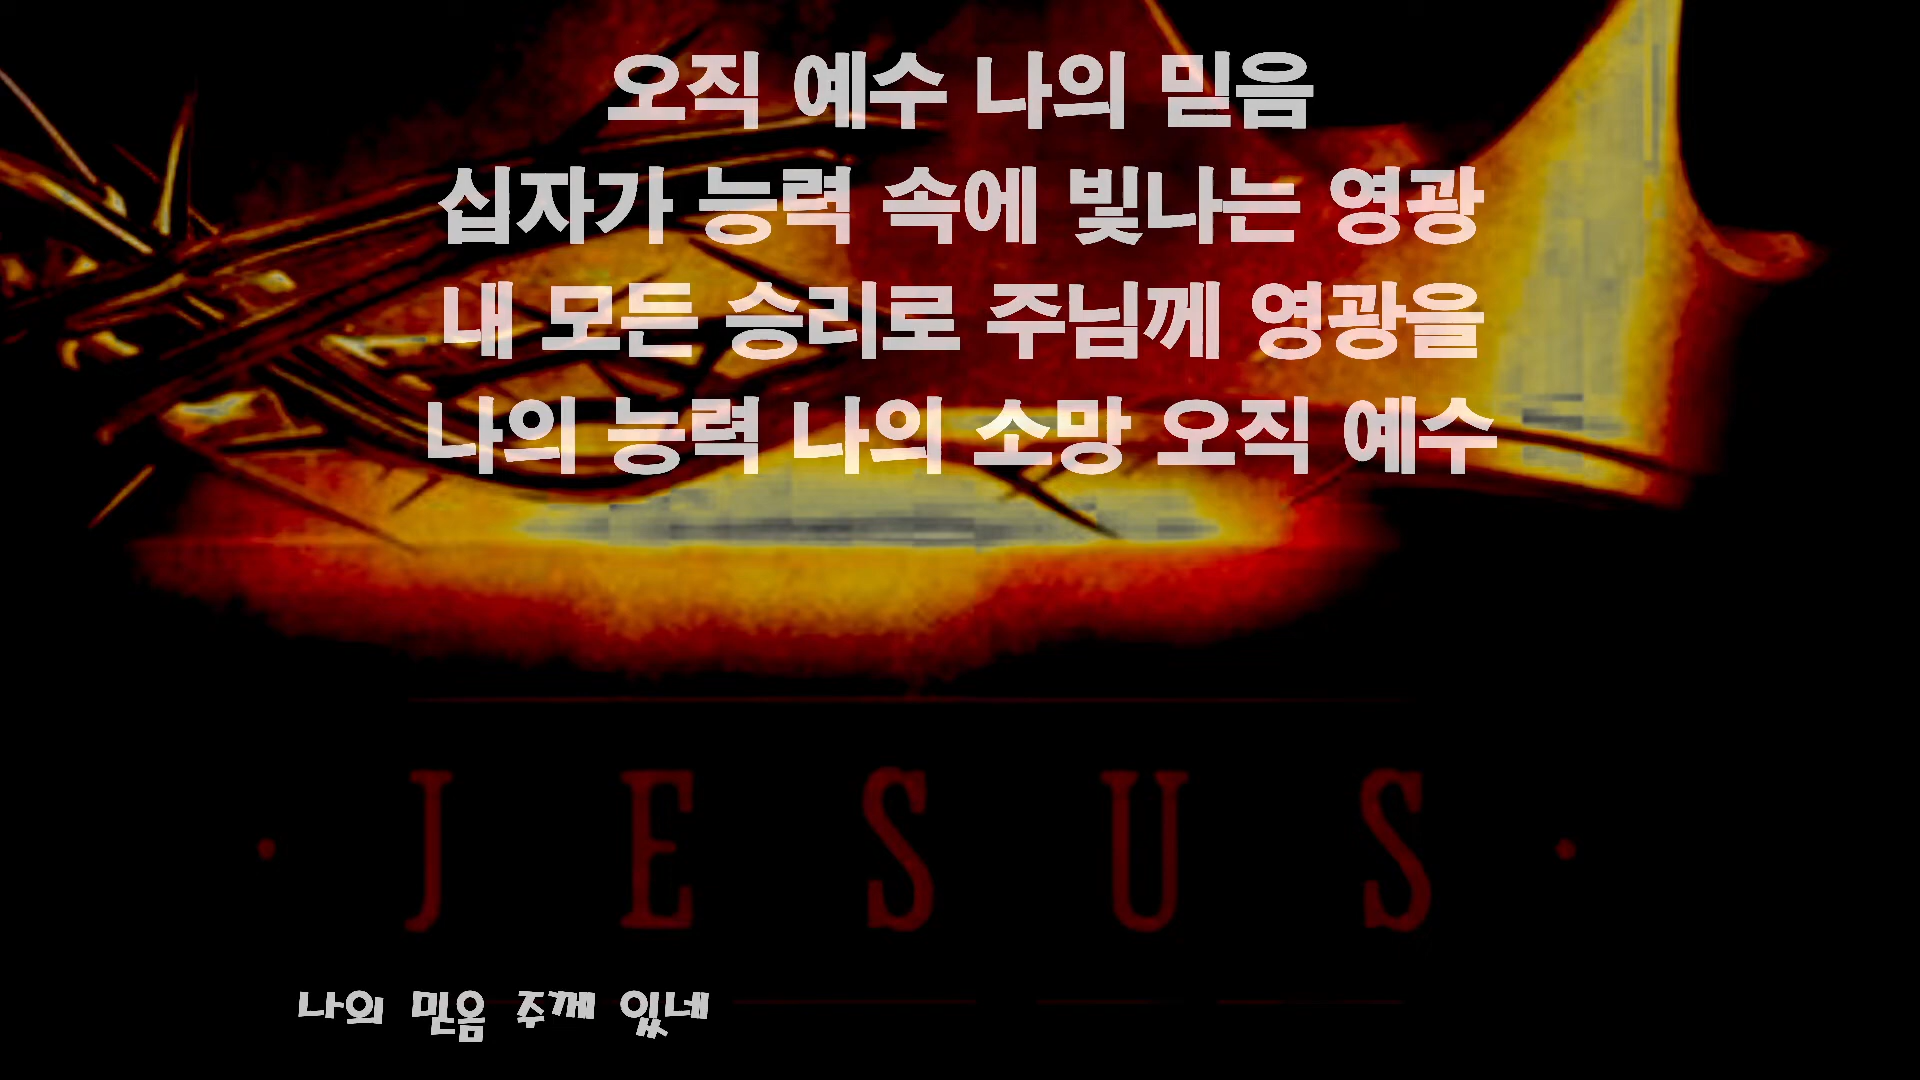 오직 예수 나의 믿음
십자가 능력 속에 빛나는 영광
내 모든 승리로 주님께 영광을
나의 능력 나의 소망 오직 예수
· J E S U S ·
나의 믿음 주께 있네